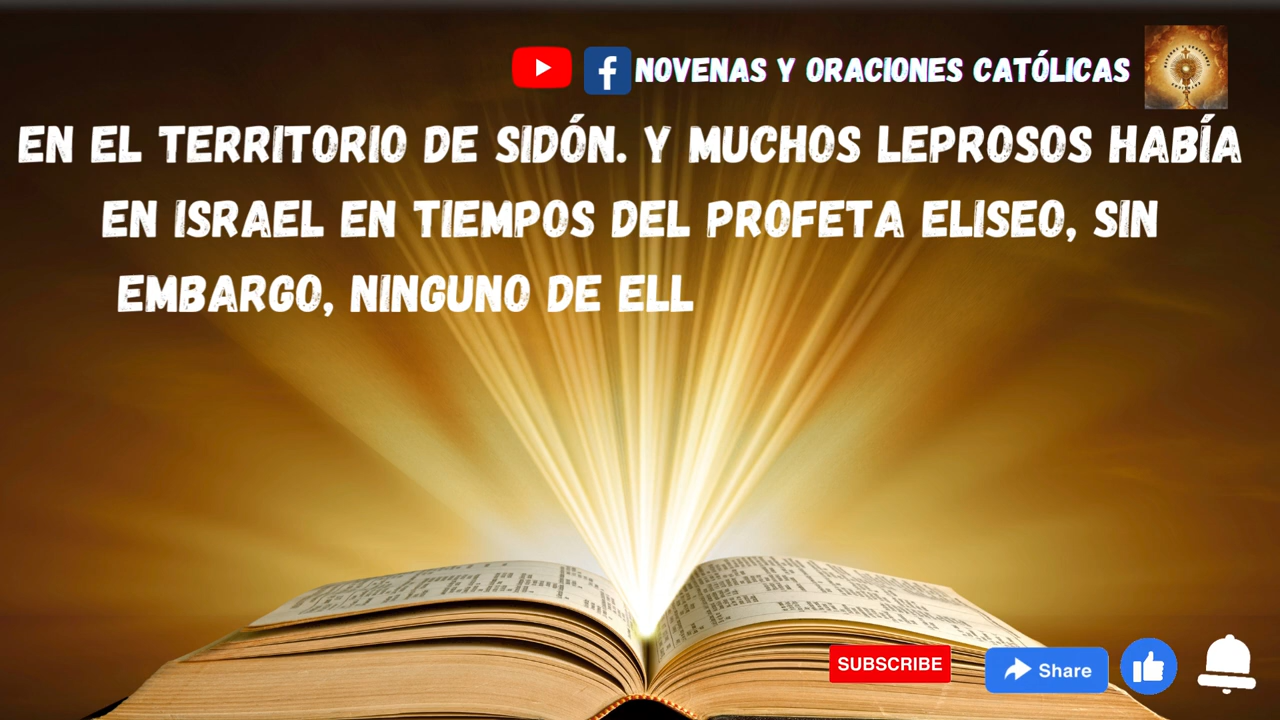 NOVENAS Y ORACIONES CATÓLICAS
EN EL TERRITORIO DE SIDÓN. Y MUCHOS LEPROSOS HABÍA
EN ISRAEL EN TIEMPOS DEL PROFETA ELISEO, SIN
EMBARGO, NINGUNO DE ELL
SUBSCRIBE
Share